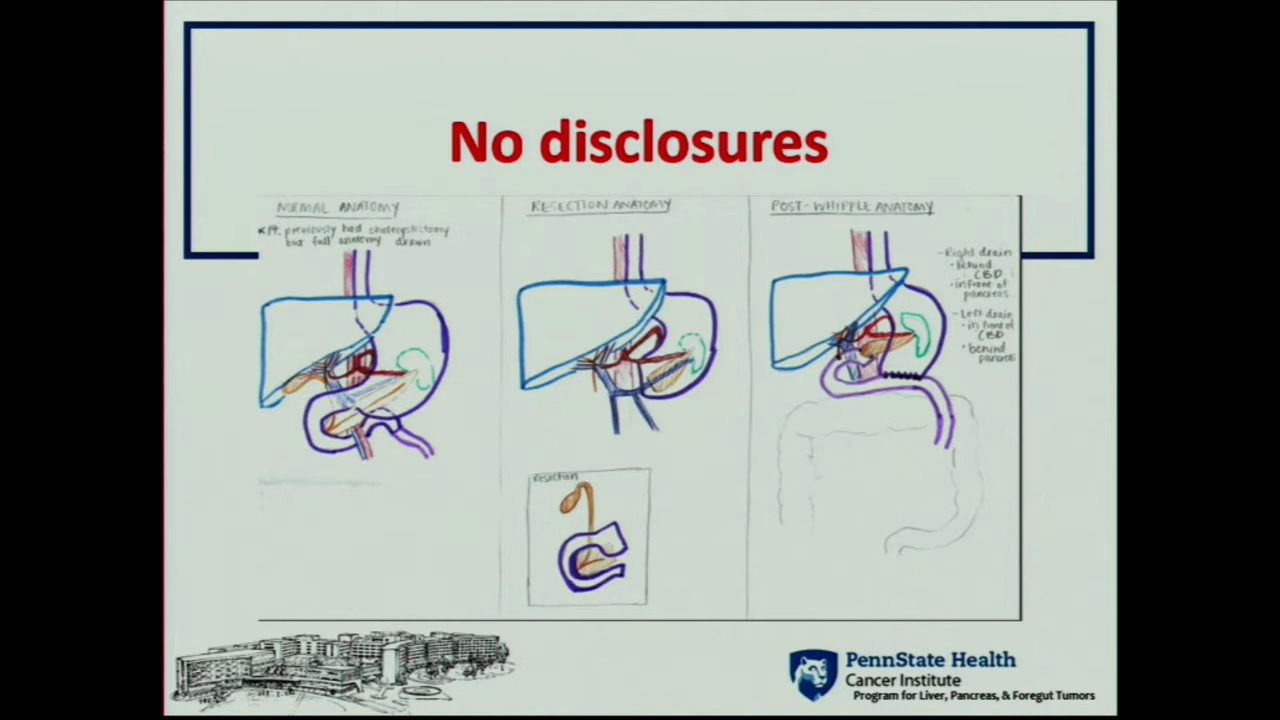 No disclosures
NORMAL ANATOMY
*Pt. previously had cholecystectomy
but full anatomy drawn
RESECTION ANATOMY
Resection
POST-WHIPPLE ANATOMY
- Right drain
• Behind
CBD
• in front of
pancreas
- Left drain
• in front of
CBD
• behind
pancreas
PennState Health
Cancer Institute
Program for Liver, Pancreas, & Foregut Tumors